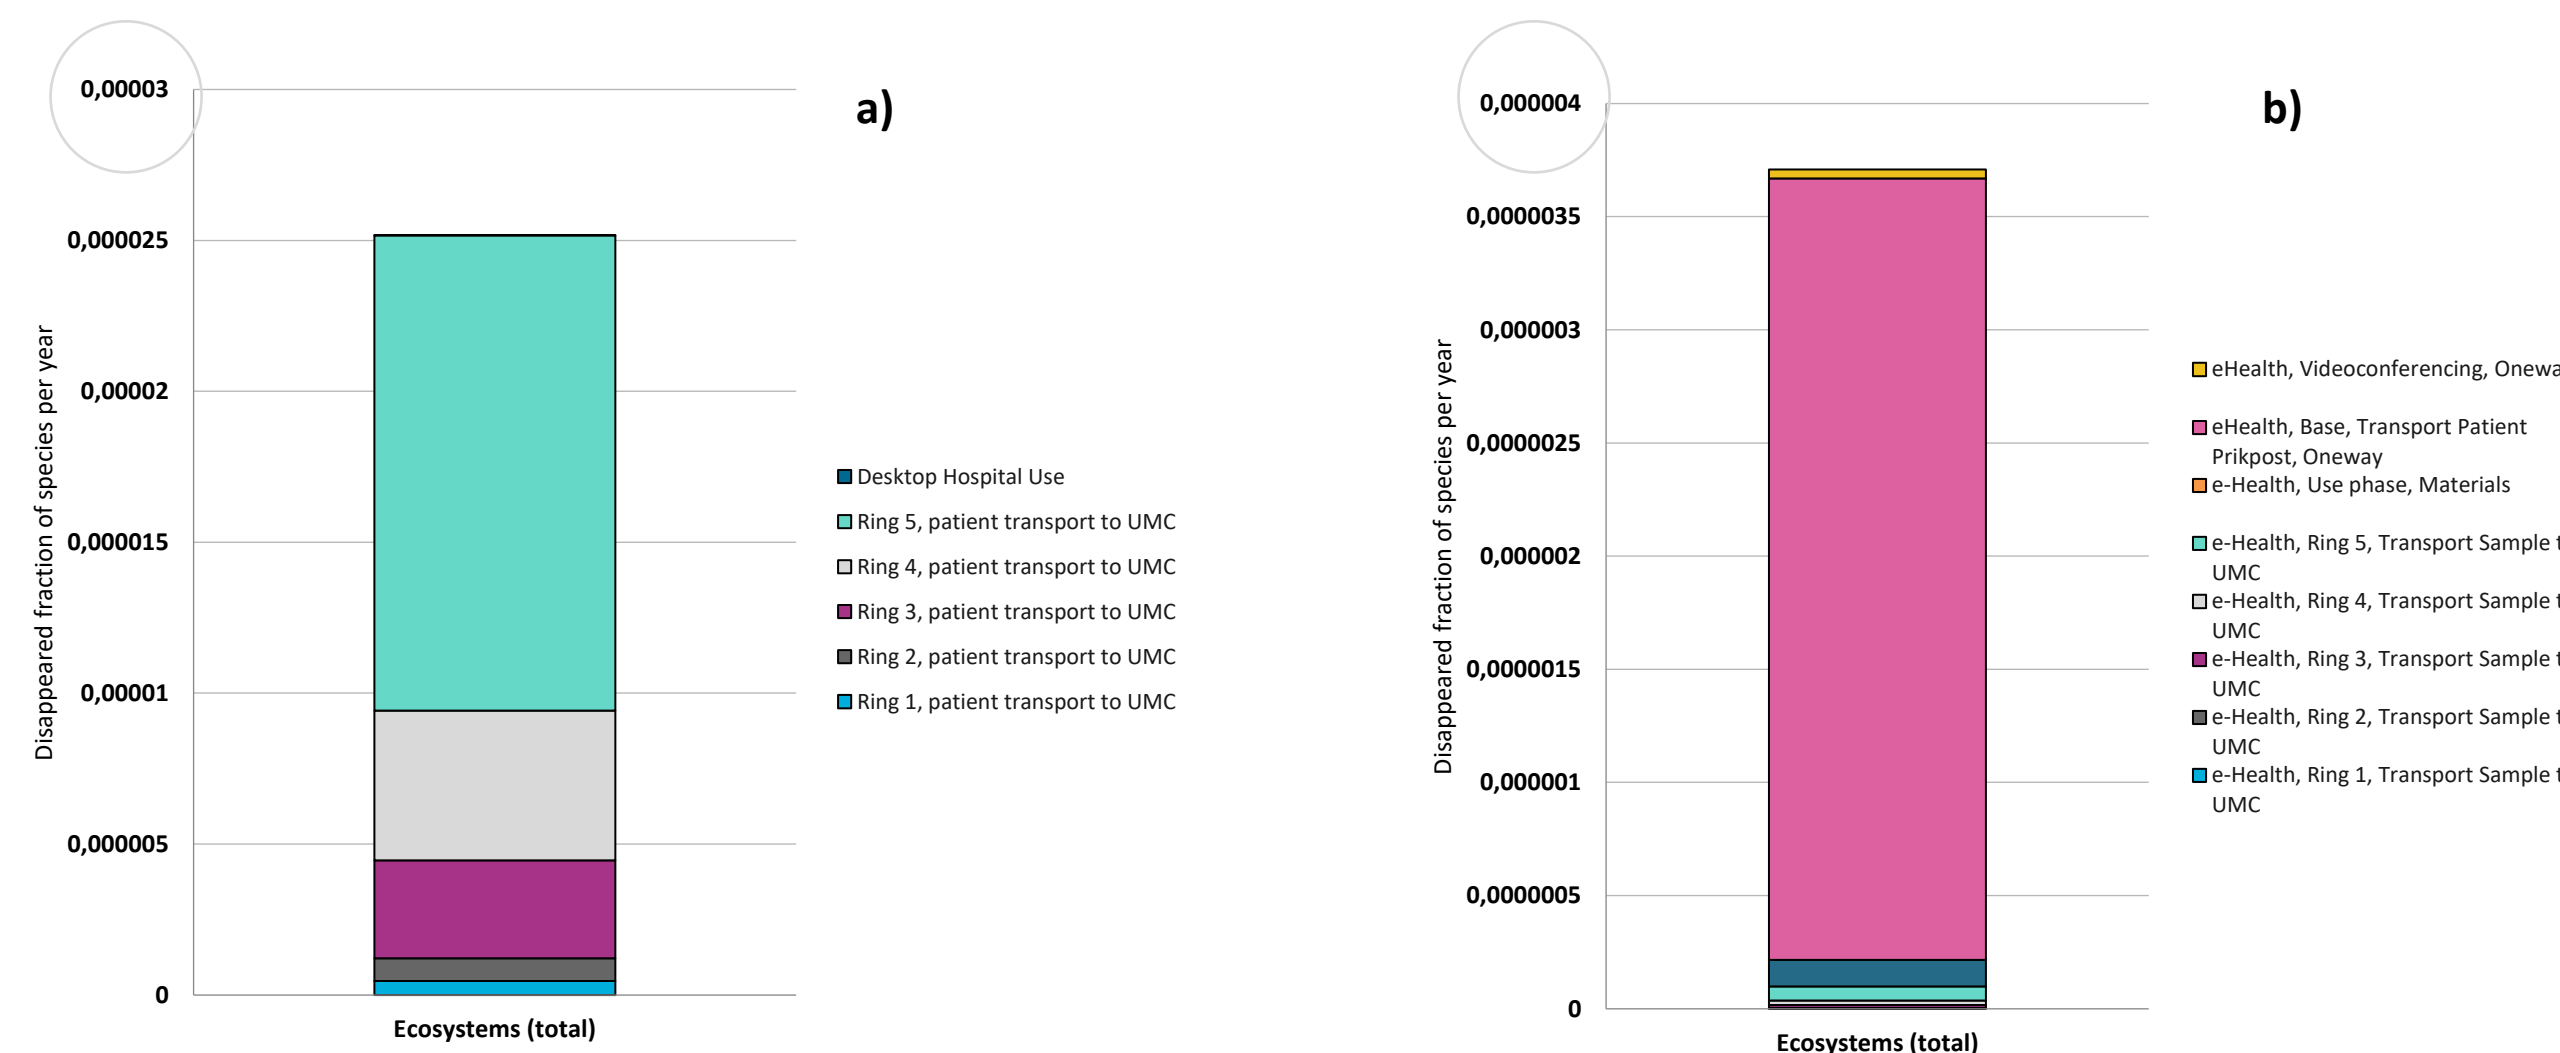 a)
0,00003
0,000025
0,00002
0,000015
0,00001
0,000005
0
Disappeared fraction of species per year
Ecosystems (total)
Desktop Hospital Use
Ring 5, patient transport to UMC
Ring 4, patient transport to UMC
Ring 3, patient transport to UMC
Ring 2, patient transport to UMC
Ring 1, patient transport to UMC
b)
0,000004
0,0000035
0,000003
0,0000025
0,000002
0,0000015
0,000001
0,0000005
0
Disappeared fraction of species per year
Ecosystems (total)
eHealth, Videoconferencing,
eHealth, Base, Transport Patient
Prikpost, Oneway
e-Health, Use phase, Materials
e-Health, Ring 5, Transport Sample
UMC
e-Health, Ring 4, Transport Sample
UMC
e-Health, Ring 3, Transport Sample
UMC
e-Health, Ring 2, Transport Sample
UMC
e-Health, Ring 1, Transport Sample
UMC